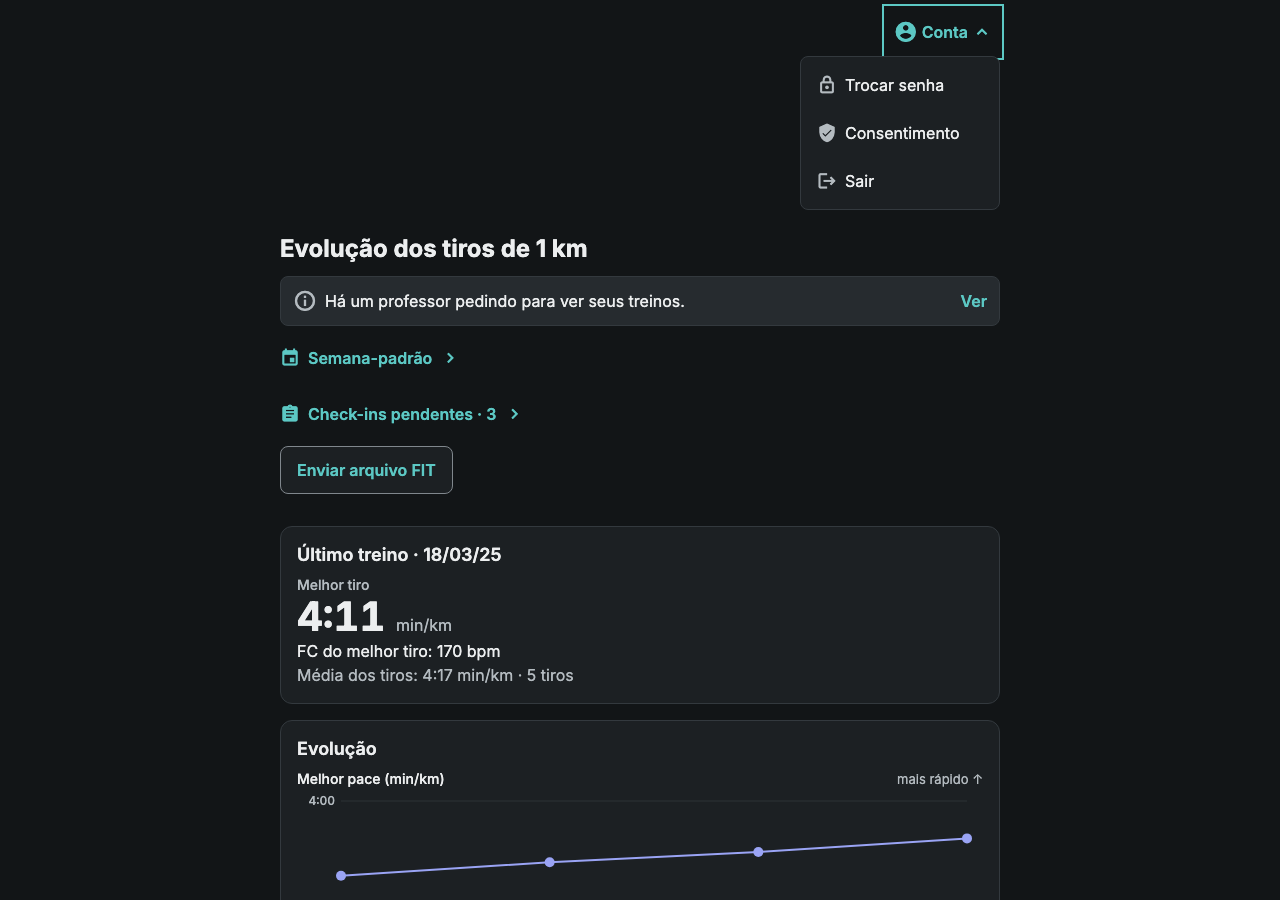 Conta
Trocar senha
Consentimento
Sair
Evolução dos tiros de 1 km
Há um professor pedindo para ver seus treinos. Ver
Semana-padrão
Check-ins pendentes · 3
Enviar arquivo FIT
Último treino · 18/03/25
Melhor tiro
4:11 min/km
FC do melhor tiro: 170 bpm
Média dos tiros: 4:17 min/km · 5 tiros
Evolução
Melhor pace (min/km) mais rápido ↑
4:00